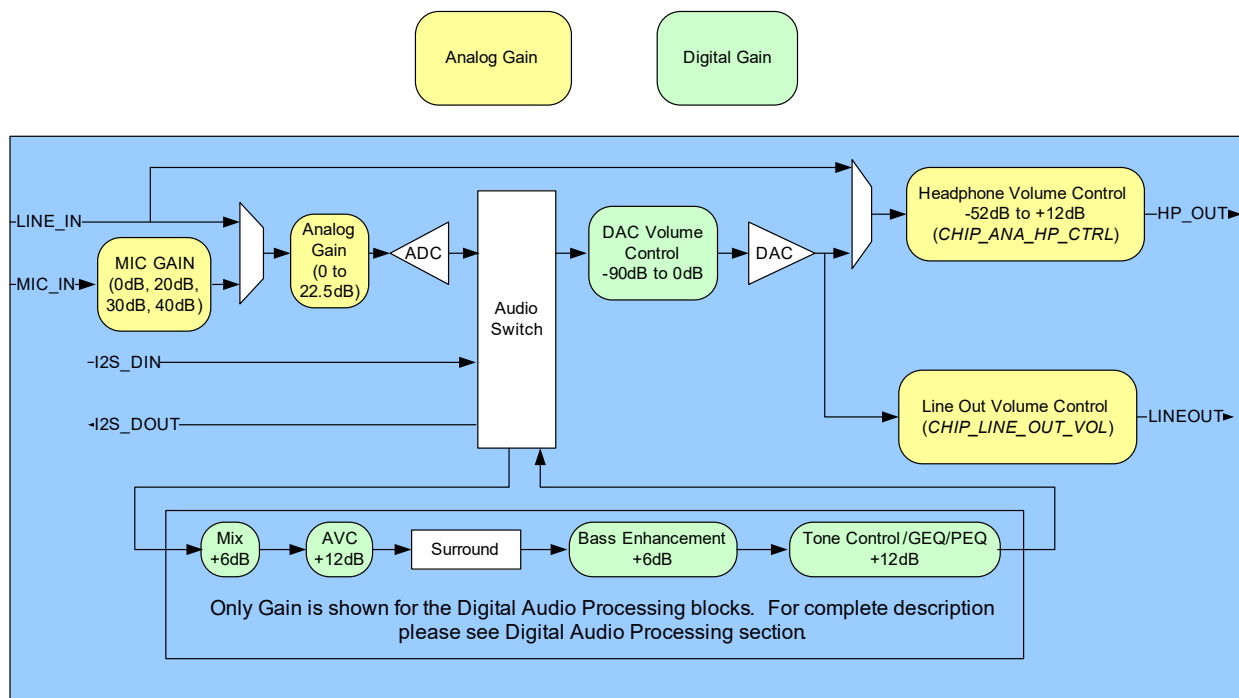 Analog Gain
Digital Gain
LINE_IN
MIC_IN
MIC GAIN
(0dB, 20dB,
30dB, 40dB)
Analog
Gain
(0 to
22.5dB)
ADC
Audio
Switch
DAC Volume
Control
-90dB to 0dB
DAC
Headphone Volume Control
-52dB to +12dB
(CHIP_ANA_HP_CTRL)
HP_OUT
I2S_DIN
I2S_DOUT
Line Out Volume Control
(CHIP_LINE_OUT_VOL)
LINEOUT
Mix
+6dB
AVC
+12dB
Surround
Bass Enhancement
+6dB
Tone Control/GEQ/PEQ
+12dB
Only Gain is shown for the Digital Audio Processing blocks. For complete description
please see Digital Audio Processing section.